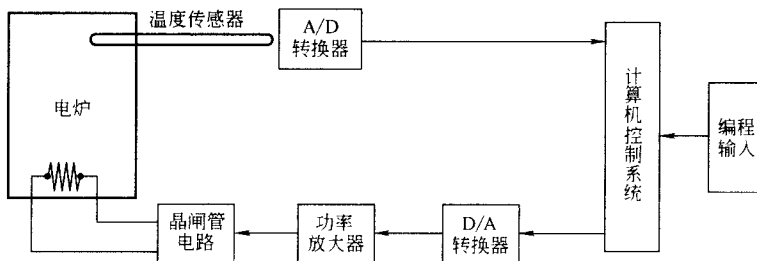 温度传感器
A/D
转换器
电炉
计算机控制系统
编程
输入
晶闸管
电路
功率
放大器
D/A
转换器